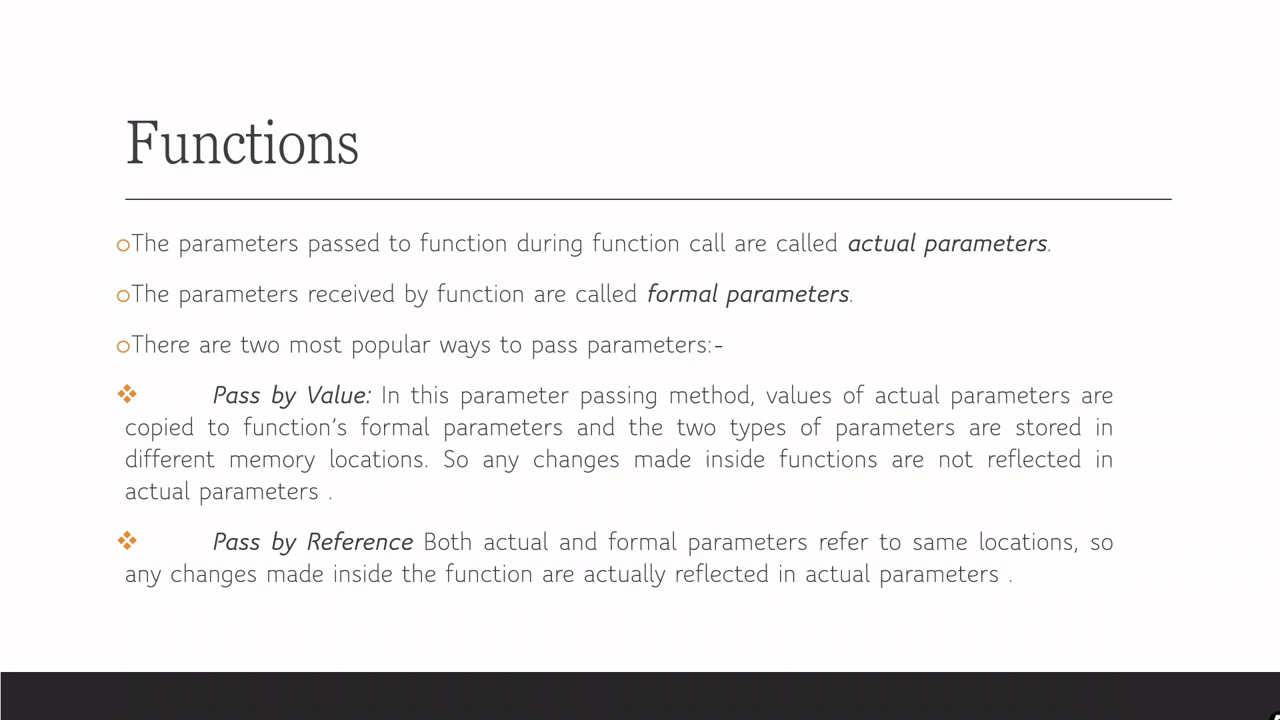 Functions
oThe parameters passed to function during function call are called actual parameters.
oThe parameters received by function are called formal parameters.
oThere are two most popular ways to pass parameters:-
❖ Pass by Value: In this parameter passing method, values of actual parameters are
copied to function’s formal parameters and the two types of parameters are stored in
different memory locations. So any changes made inside functions are not reflected in
actual parameters .
❖ Pass by Reference Both actual and formal parameters refer to same locations, so
any changes made inside the function are actually reflected in actual parameters .